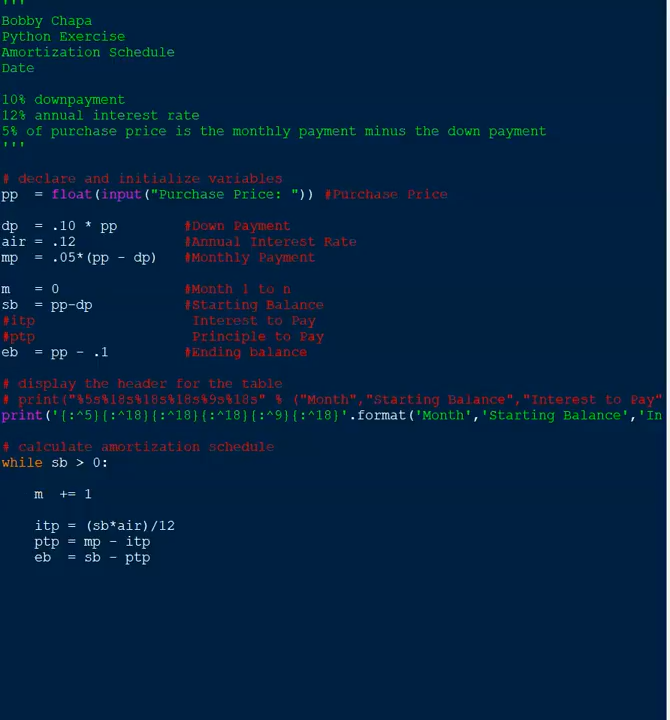 '''
Bobby Chapa
Python Exercise
Amortization Schedule
Date
10% downpayment
12% annual interest rate
5% of purchase price is the monthly payment minus the down payment
'''
# declare and initialize variables
pp  = float(input("Purchase Price: ")) #Purchase Price
dp  = .10 * pp        #Down Payment
air = .12             #Annual Interest Rate
mp  = .05*(pp - dp)   #Monthly Payment
m   = 0               #Month 1 to n
sb  = pp-dp           #Starting Balance
#itp                   Interest to Pay
#ptp                   Principle to Pay
eb  = pp - .1         #Ending balance
# display the header for the table
# print("%5s%18s%18s%18s%9s%18s" % ("Month","Starting Balance","Interest to Pay"
print('{:^5}{:^18}{:^18}{:^18}{:^9}{:^18}'.format('Month','Starting Balance','In
# calculate amortization schedule
while sb > 0:
    m  += 1
    itp = (sb*air)/12
    ptp = mp - itp
    eb  = sb - ptp